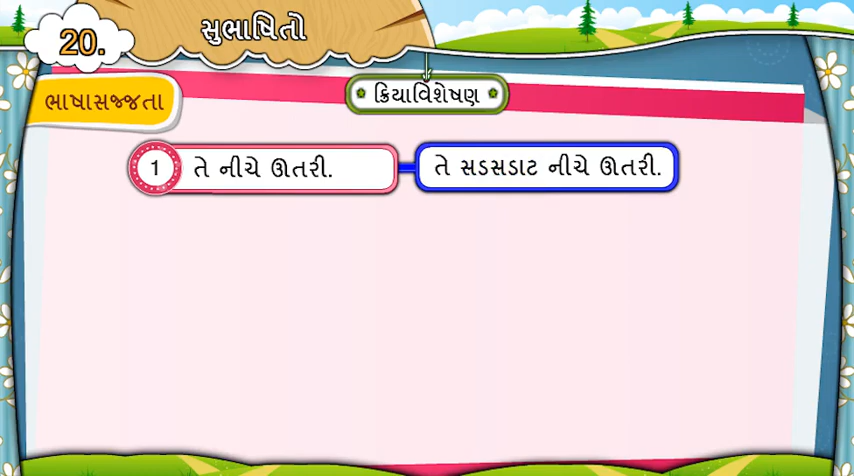 20.
સુભાષિતો
ભાષાસજ્જતા
ક્રિયાવિશેષણ
1 તે નીચે ઊતરી.
તે સડસડાટ નીચે ઊતરી.